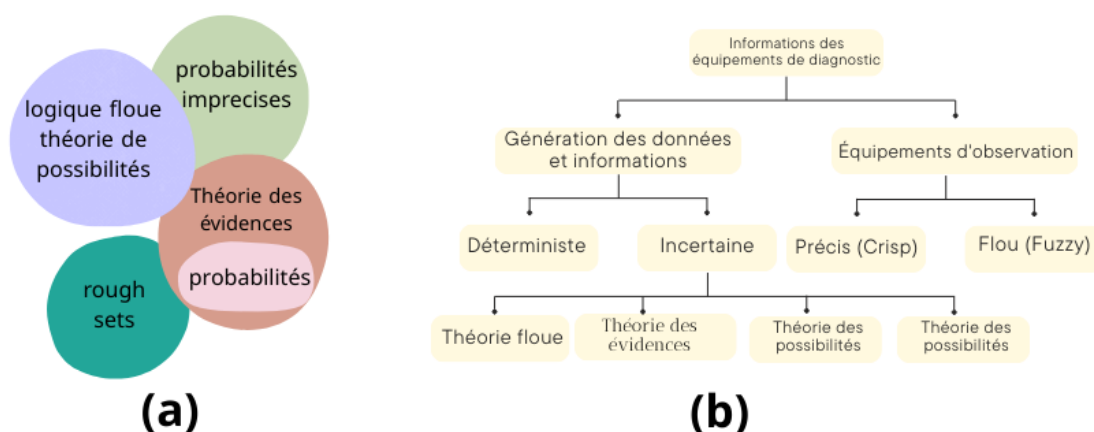 probabilités
imprecises
logique floue
théorie de
possibilités
Théorie des
évidences
probabilités
rough
sets
(a)
Informations des
équipements de diagnostic
Génération des données
et informations
Équipements d'observation
Déterministe
Incertaine
Précis (Crisp)
Flou (Fuzzy)
Théorie floue
Théorie des
évidences
Théorie des
possibilités
Théorie des
possibilités
(b)